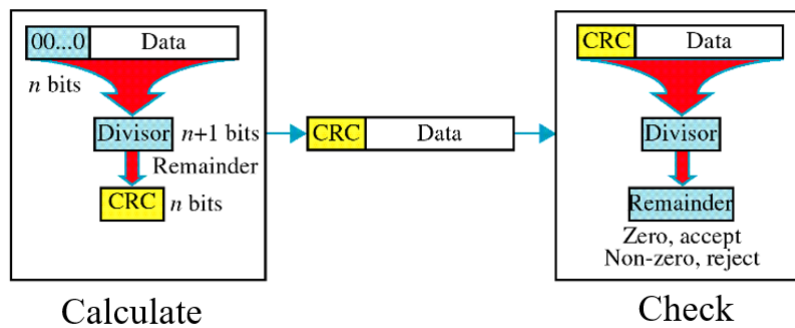 00...0 Data
n bits
Divisor n+1 bits
Remainder
CRC n bits
Calculate
CRC Data
CRC Data
Divisor
Remainder
Zero, accept
Non-zero, reject
Check